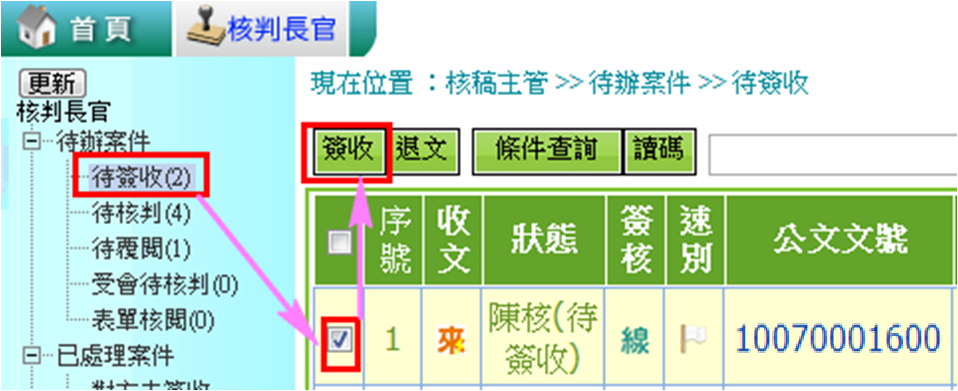 首頁
核判長官
更新
核判長官
待辦案件
待簽收(2)
待核判(4)
待覆閱(1)
受會待核判(0)
表單核閱(0)
已處理案件
現在位置 ：核稿主管 >> 待辦案件 >> 待簽收
簽收 退文 條件查詢 讀碼
序號 收文 狀態 簽核 速別 公文文號
1 來 陳核(待簽收) 線 10070001600